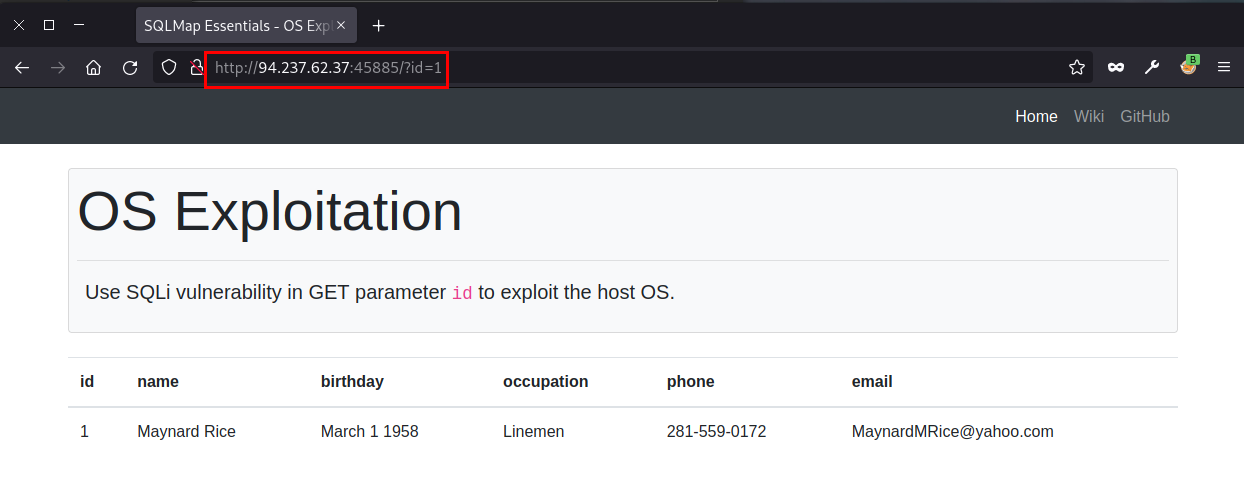 SQLMap Essentials - OS Expl
http://94.237.62.37:45885/?id=1
B
Home Wiki GitHub
OS Exploitation
Use SQLi vulnerability in GET parameter id to exploit the host OS.
id name birthday occupation phone email
1 Maynard Rice March 1 1958 Linemen 281-559-0172 MaynardMRice@yahoo.com